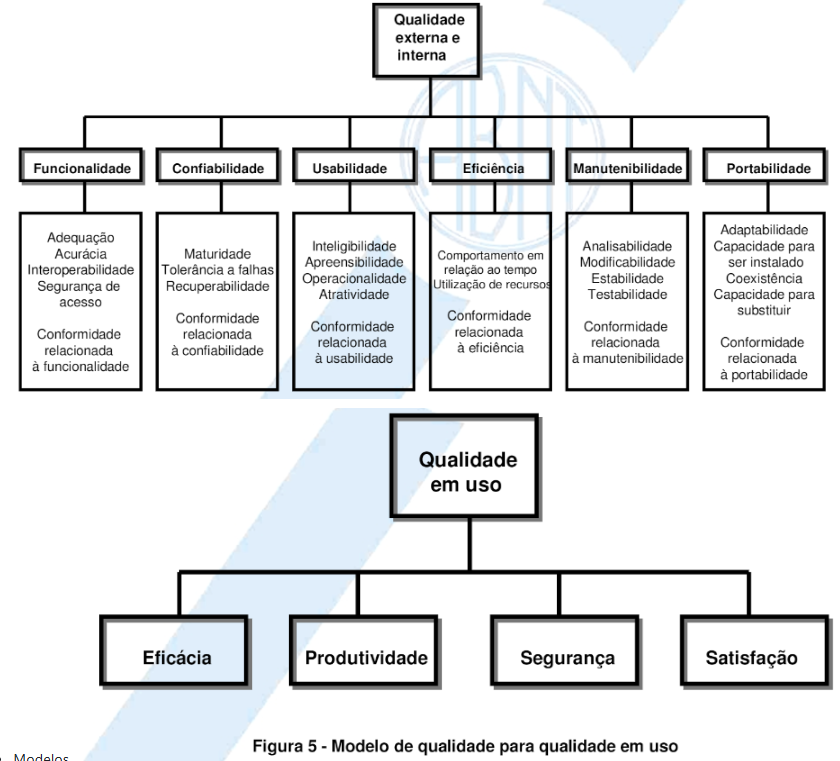 Qualidade
externa e
interna
Funcionalidade
Confiabilidade
Usabilidade
Eficiência
Manutenibilidade
Portabilidade
Adequação
Acurácia
Interoperabilidade
Segurança de
acesso
Conformidade
relacionada
à funcionalidade
Maturidade
Tolerância a falhas
Recuperabilidade
Conformidade
relacionada
à confiabilidade
Inteligibilidade
Apreensibilidade
Operacionalidade
Atratividade
Conformidade
relacionada
à usabilidade
Comportamento em
relação ao tempo
Utilização de recursos
Conformidade
relacionada
à eficiência
Analisabilidade
Modificabilidade
Estabilidade
Testabilidade
Conformidade
relacionada
à manutenibilidade
Adaptabilidade
Capacidade para
ser instalado
Coexistência
Capacidade para
substituir
Conformidade
relacionada
à portabilidade
ABNT
Qualidade
em uso
Eficácia
Produtividade
Segurança
Satisfação
Figura 5 - Modelo de qualidade para qualidade em uso
Modelos